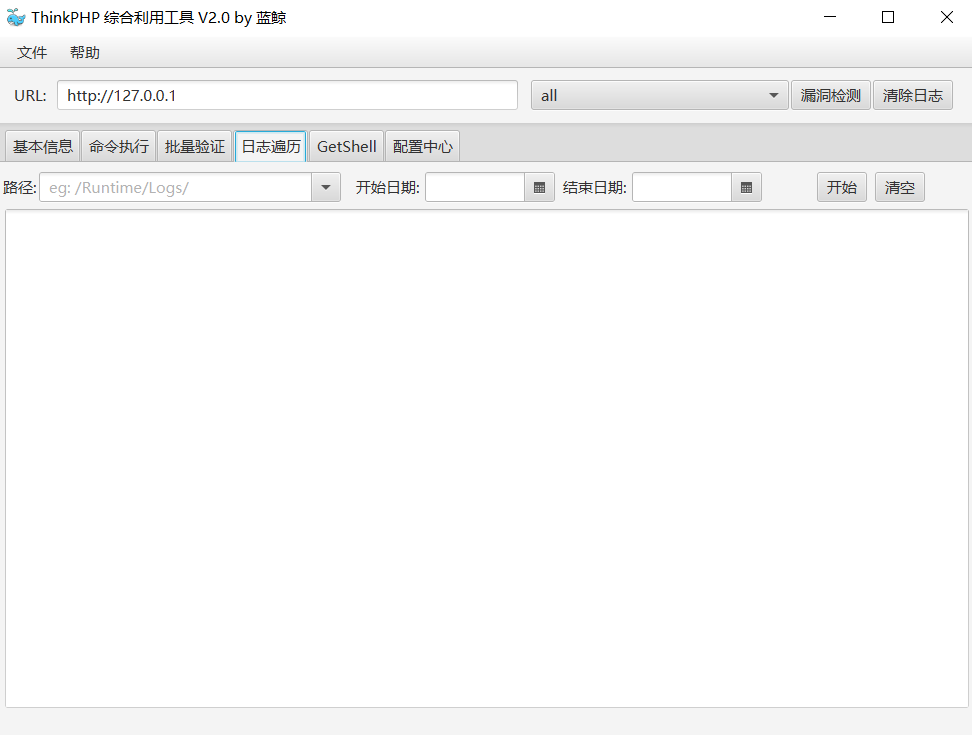 ThinkPHP 综合利用工具 V2.0 by 蓝鲸
文件 帮助
URL: http://127.0.0.1 all 漏洞检测 清除日志
基本信息 命令执行 批量验证 日志遍历 GetShell 配置中心
路径: eg: /Runtime/Logs/ 开始日期: 结束日期: 开始 清空